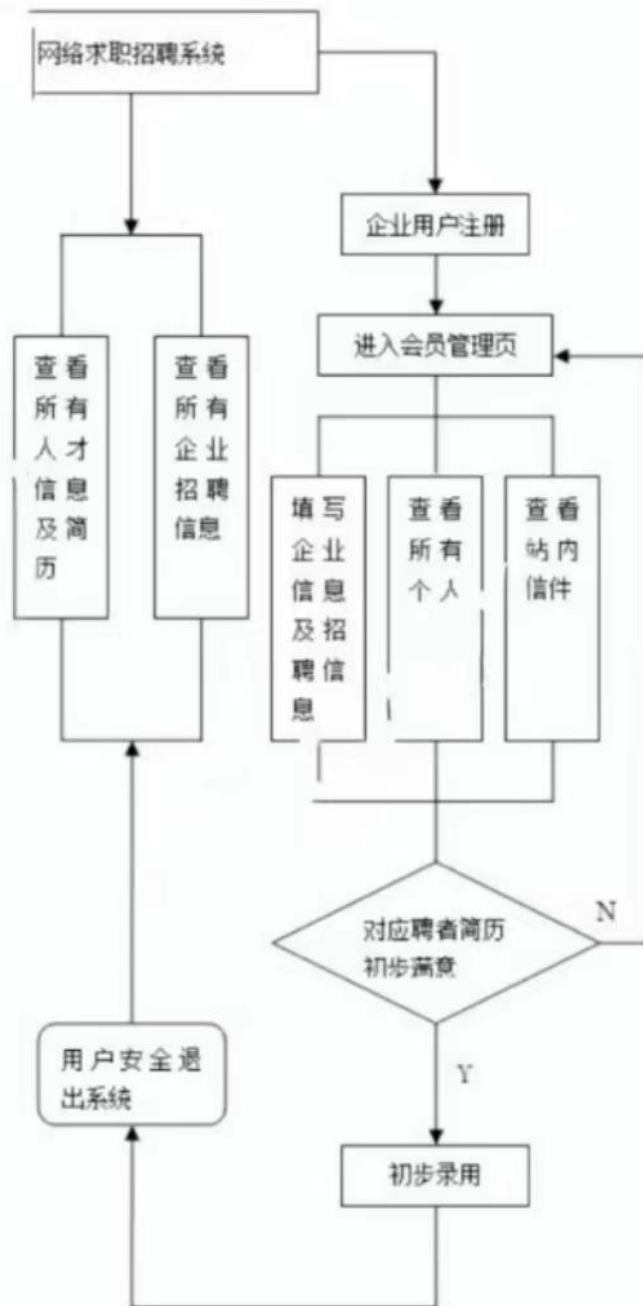 网络求职招聘系统
企业用户注册
进入会员管理页
查看
所有
人才
信息
及简
历
查看
所有
企业
招聘
信息
填写
企业
信息
及招
聘信
息
查看
所有
个人
查看
站内
信件
对应聘者简历
初步满意
N
Y
用户安全退
出系统
初步录用